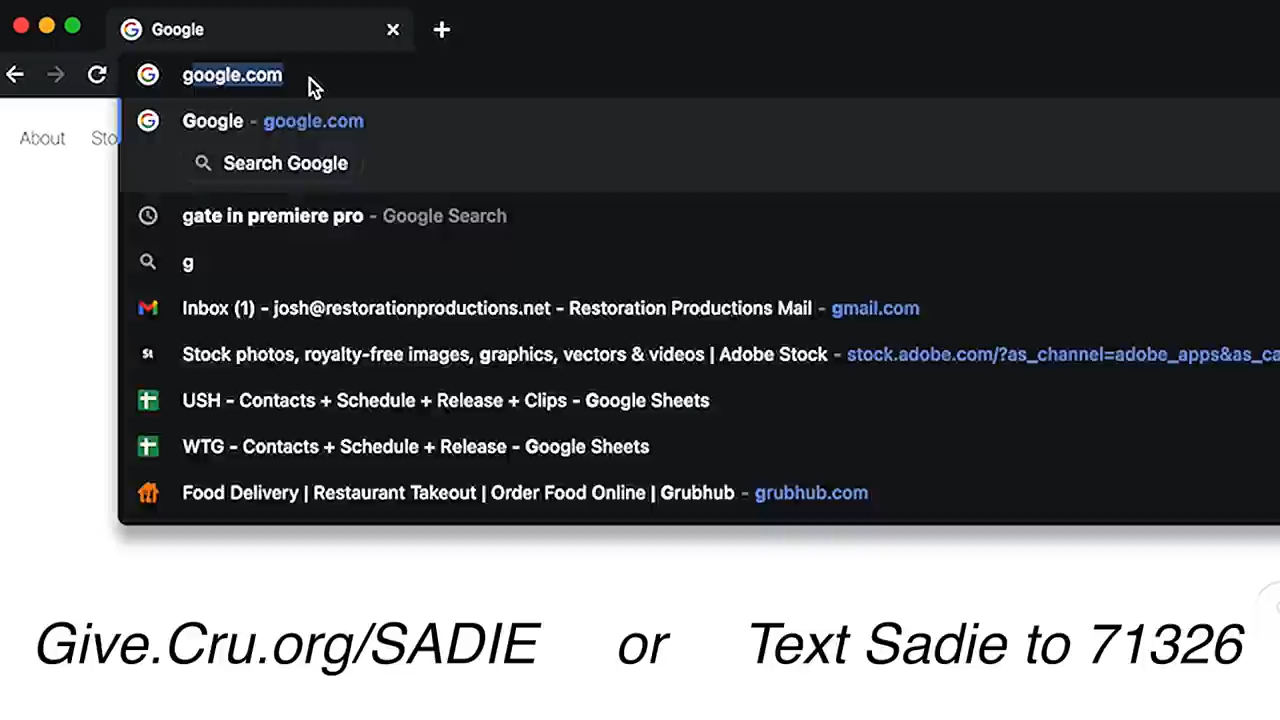 Google
google.com
About Sto
Google - google.com
Search Google
gate in premiere pro - Google Search
g
Inbox (1) - josh@restorationproductions.net - Restoration Productions Mail - gmail.com
St Stock photos, royalty-free images, graphics, vectors & videos | Adobe Stock - stock.adobe.com/?as_channel=adobe_apps&as_ca
USH - Contacts + Schedule + Release + Clips - Google Sheets
WTG - Contacts + Schedule + Release - Google Sheets
Food Delivery | Restaurant Takeout | Order Food Online | Grubhub - grubhub.com
Give.Cru.org/SADIE or Text Sadie to 71326